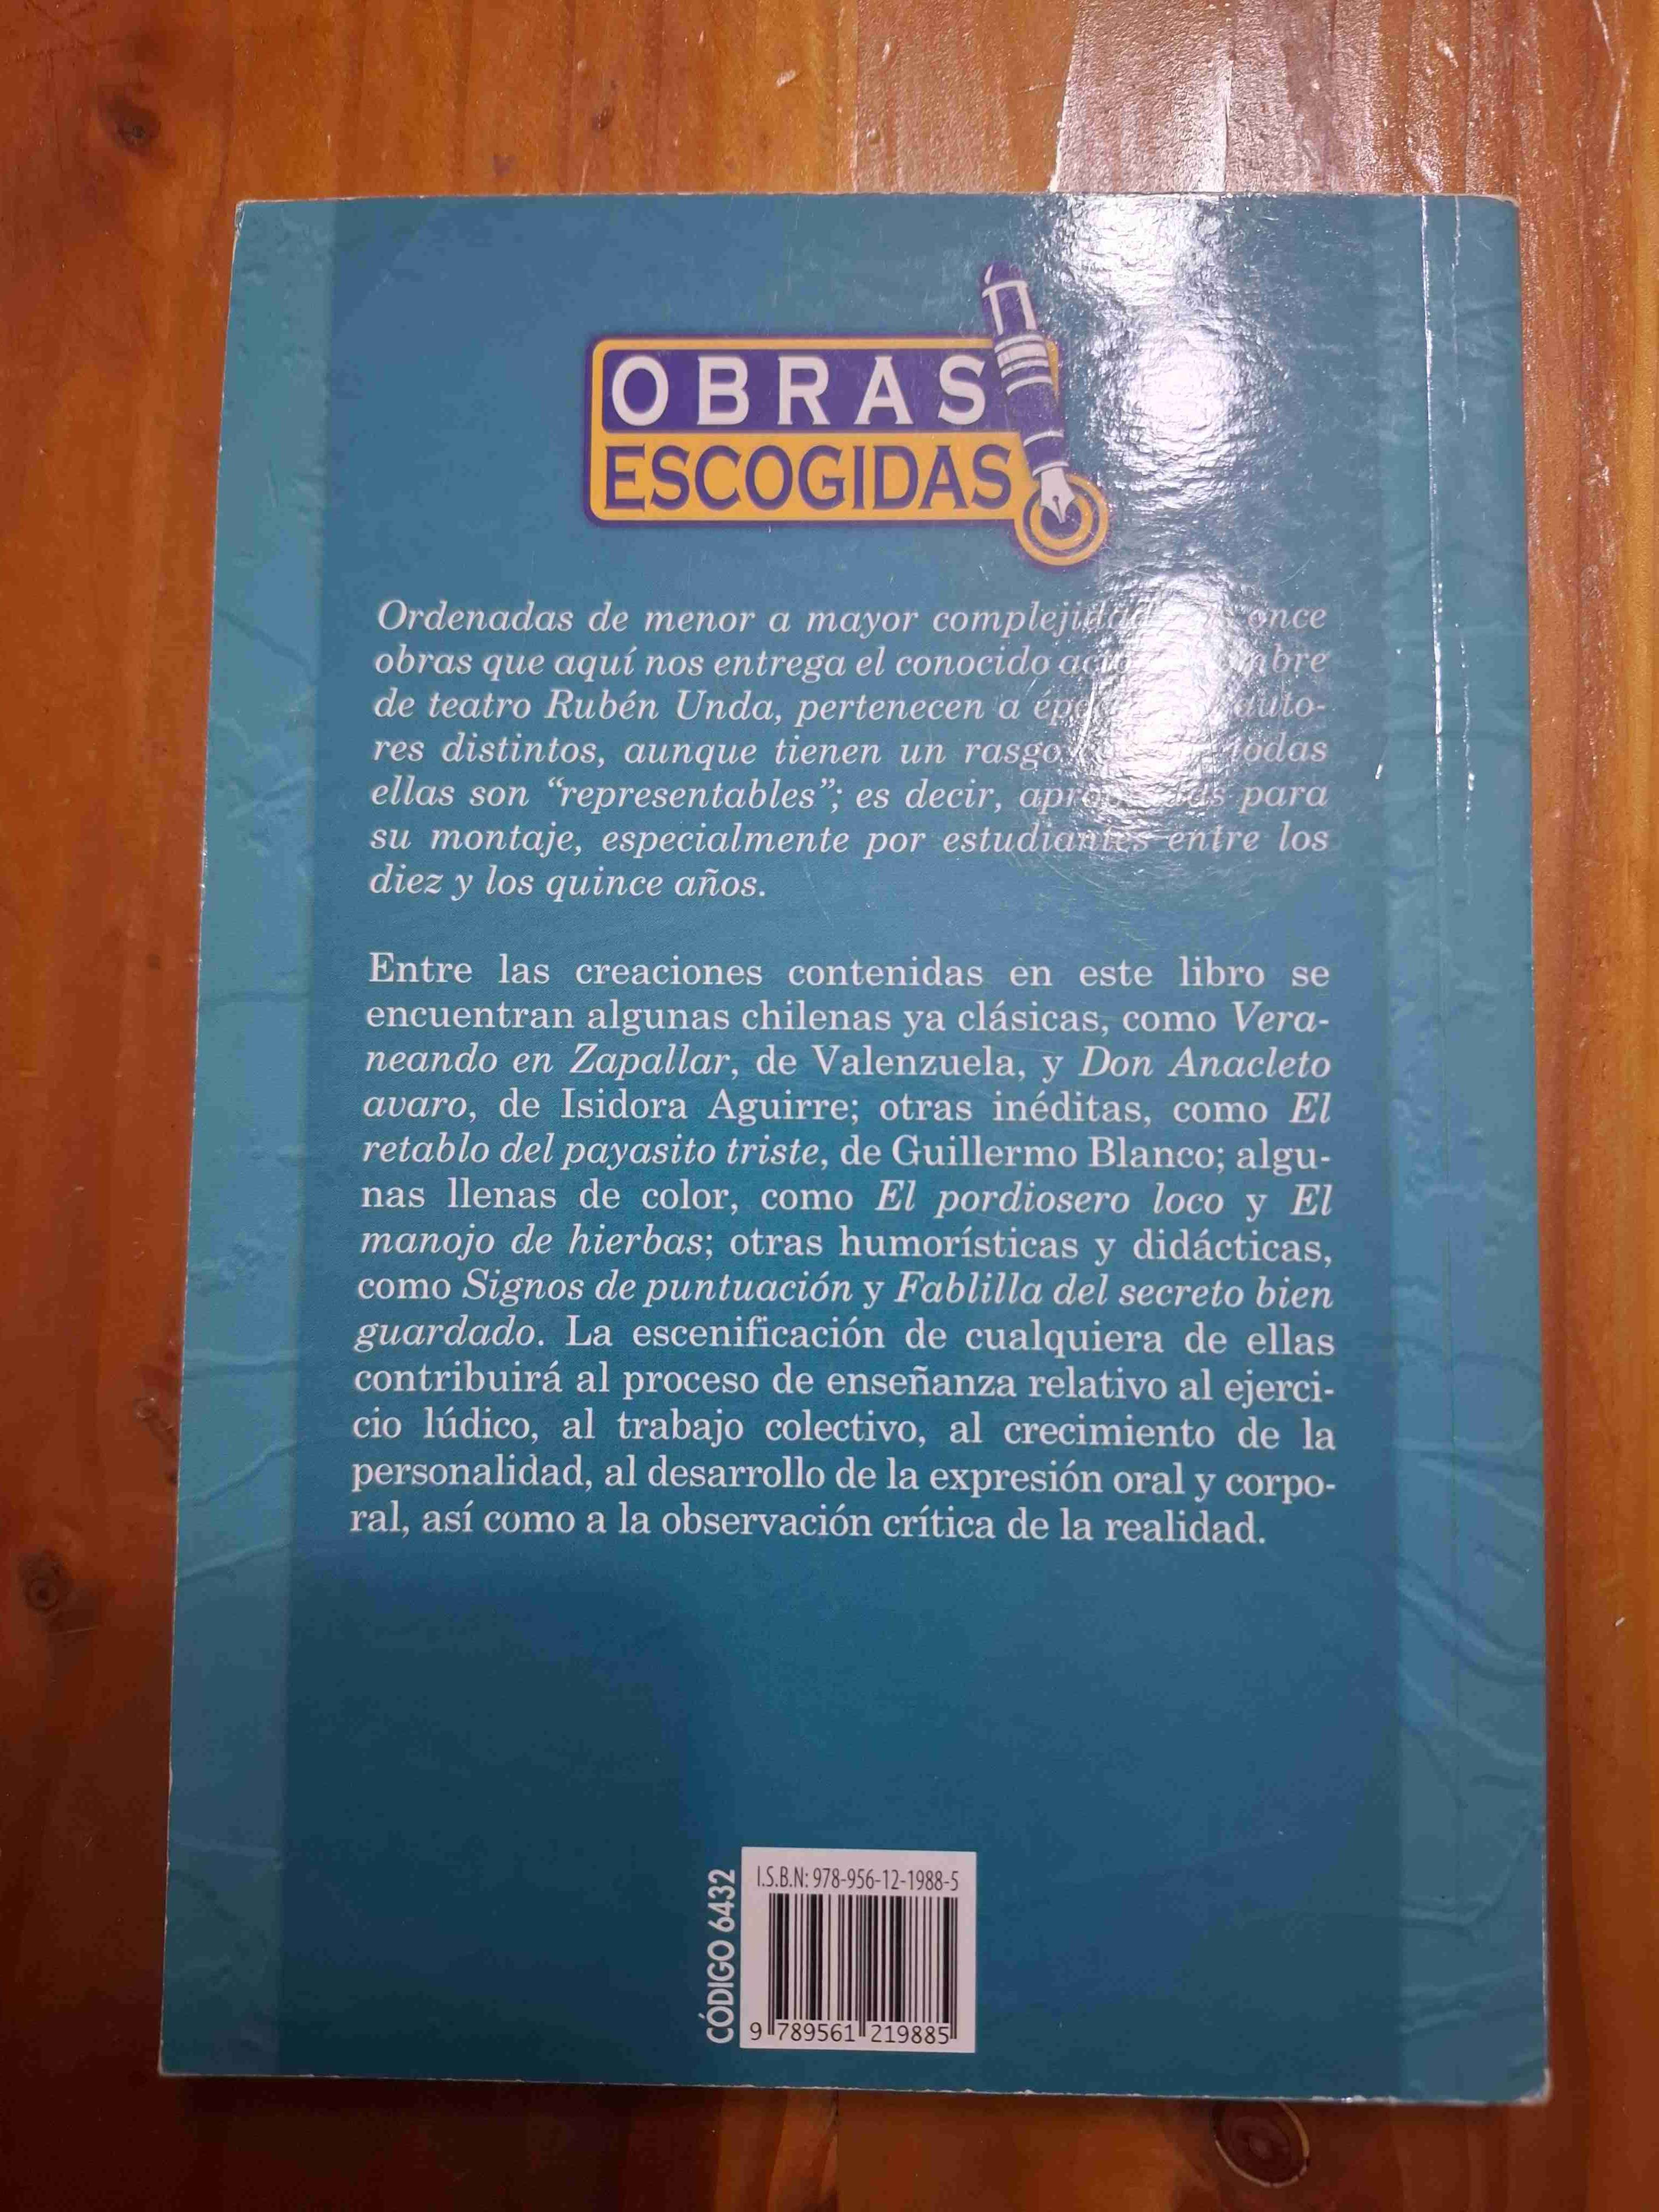 OBRAS
ESCOGIDAS
Ordenadas de menor a mayor once
obras que aquí nos entrega el conocido
de teatro Rubén Unda, pertenecen a auto-
res distintos, aunque tienen un rasgo todas
ellas son “representables”; es decir, para
su montaje, especialmente por estudiantes entre los
diez y los quince años.
Entre las creaciones contenidas en este libro se
encuentran algunas chilenas ya clásicas, como Vera-
neando en Zapallar, de Valenzuela, y Don Anacleto
avaro, de Isidora Aguirre; otras inéditas, como El
retablo del payasito triste, de Guillermo Blanco; algu-
nas llenas de color, como El pordiosero loco y El
manojo de hierbas; otras humorísticas y didácticas,
como Signos de puntuación y Fablilla del secreto bien
guardado. La escenificación de cualquiera de ellas
contribuirá al proceso de enseñanza relativo al ejerci-
cio lúdico, al trabajo colectivo, al crecimiento de la
personalidad, al desarrollo de la expresión oral y corpo-
ral, así como a la observación crítica de la realidad.
CÓDIGO 6432
I.S.B.N: 978-956-12-1988-5
9 789561 219885